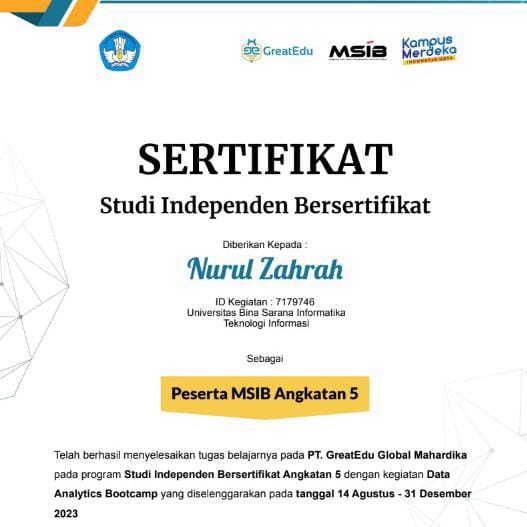 GreatEdu
MSIB
Kampus
Merdeka
INDONESIA JAYA
SERTIFIKAT
Studi Independen Bersertifikat
Diberikan Kepada :
Nurul Zahrah
ID Kegiatan : 7179746
Universitas Bina Sarana Informatika
Teknologi Informasi
Sebagai
Peserta MSIB Angkatan 5
Telah berhasil menyelesaikan tugas belajarnya pada PT. GreatEdu Global Mahardika
pada program Studi Independen Bersertifikat Angkatan 5 dengan kegiatan Data
Analytics Bootcamp yang diselenggarakan pada tanggal 14 Agustus - 31 Desember
2023